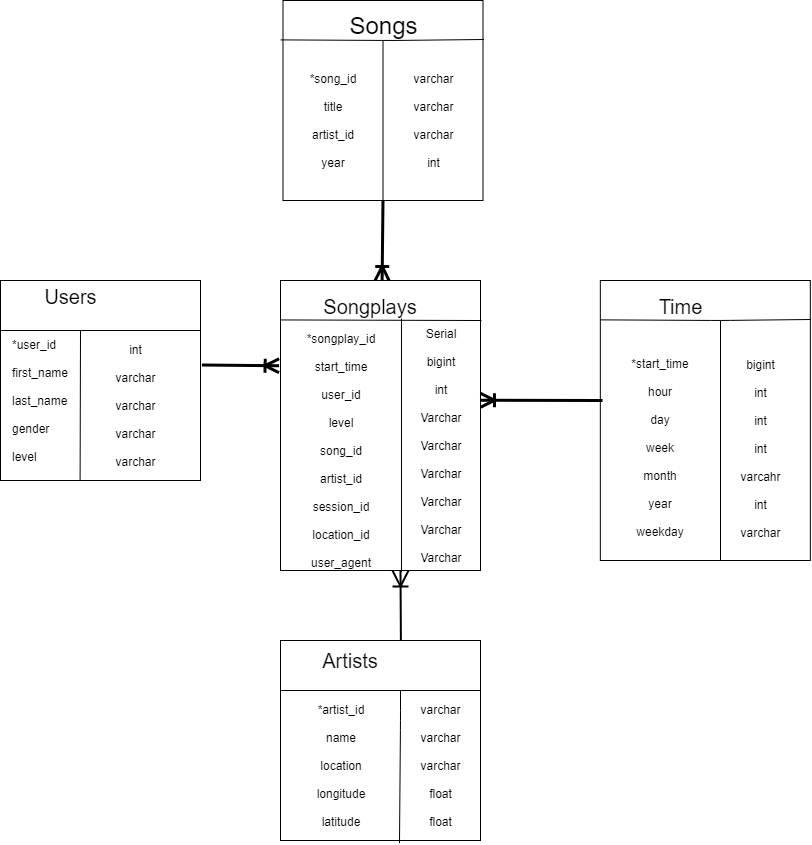 Songs
*song_id varchar
title varchar
artist_id varchar
year int
Users
*user_id int
first_name varchar
last_name varchar
gender varchar
level varchar
Songplays
*songplay_id Serial
start_time bigint
user_id int
level Varchar
song_id Varchar
artist_id Varchar
session_id Varchar
location_id Varchar
user_agent Varchar
Time
*start_time bigint
hour int
day int
week int
month varcahr
year int
weekday varchar
Artists
*artist_id varchar
name varchar
location varchar
longitude float
latitude float